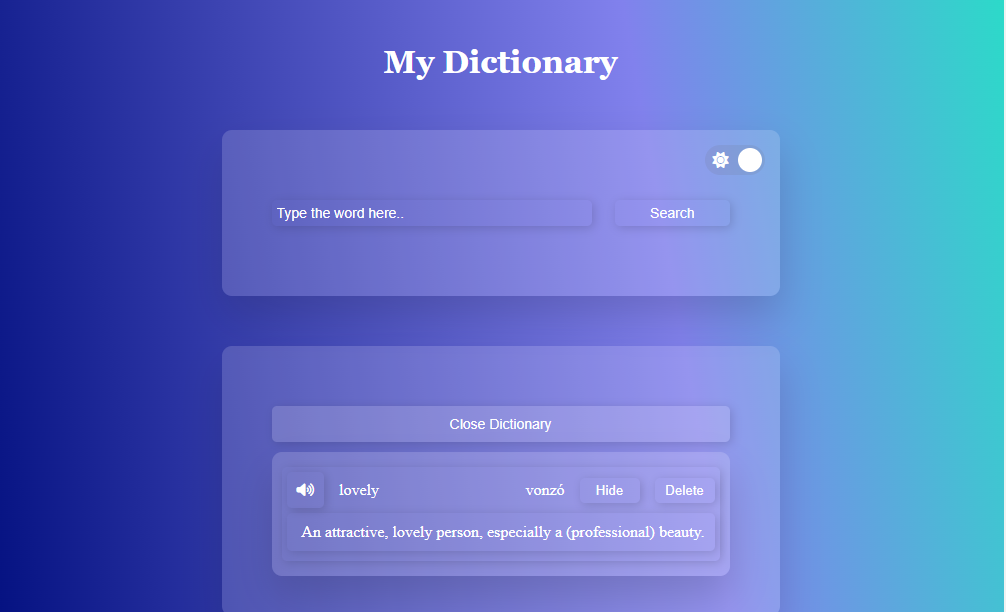 My Dictionary
Type the word here..
Search
Close Dictionary
lovely vonzó Hide Delete
An attractive, lovely person, especially a (professional) beauty.